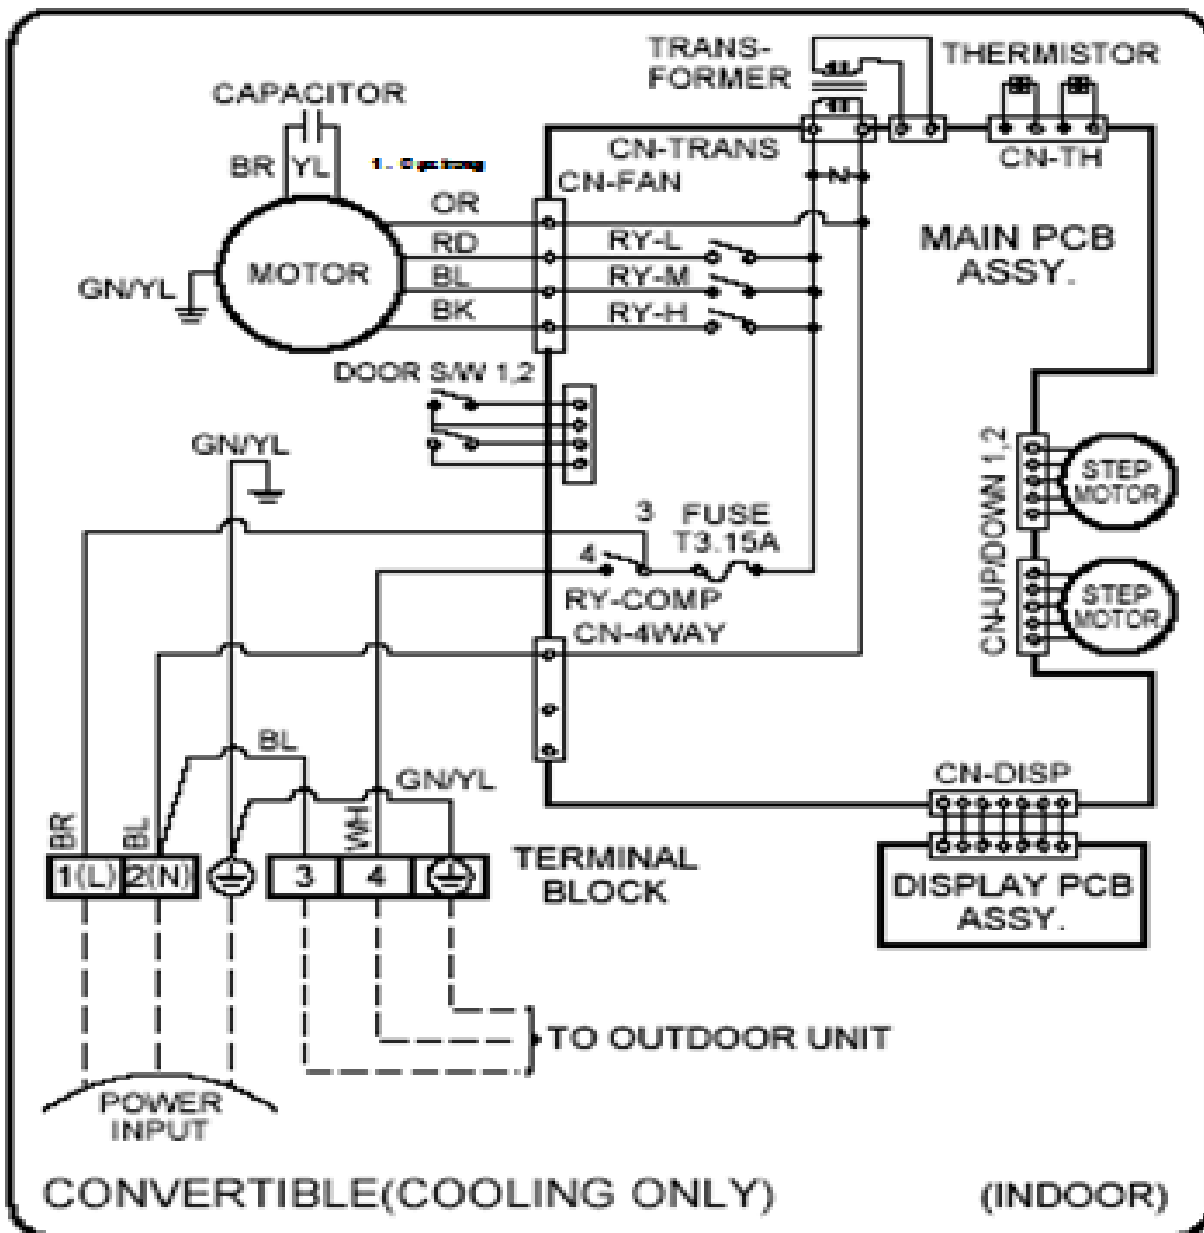 TRANS-
FORMER
THERMISTOR
CAPACITOR
BR YL
CN-TRANS
CN-TH
CN-FAN
N
OR
RD
BL
BK
RY-L
RY-M
RY-H
MOTOR
GN/YL
MAIN PCB
ASSY.
DOOR S/W 1,2
GN/YL
3
FUSE
T3.15A
4
RY-COMP
CN-4WAY
CN-UP/DOWN 1,2
STEP
MOTOR
STEP
MOTOR
BL
GN/YL
BR
BL
WH
CN-DISP
1(L) 2(N) 3 4
TERMINAL
BLOCK
DISPLAY PCB
ASSY.
TO OUTDOOR UNIT
POWER
INPUT
CONVERTIBLE(COOLING ONLY)
(INDOOR)